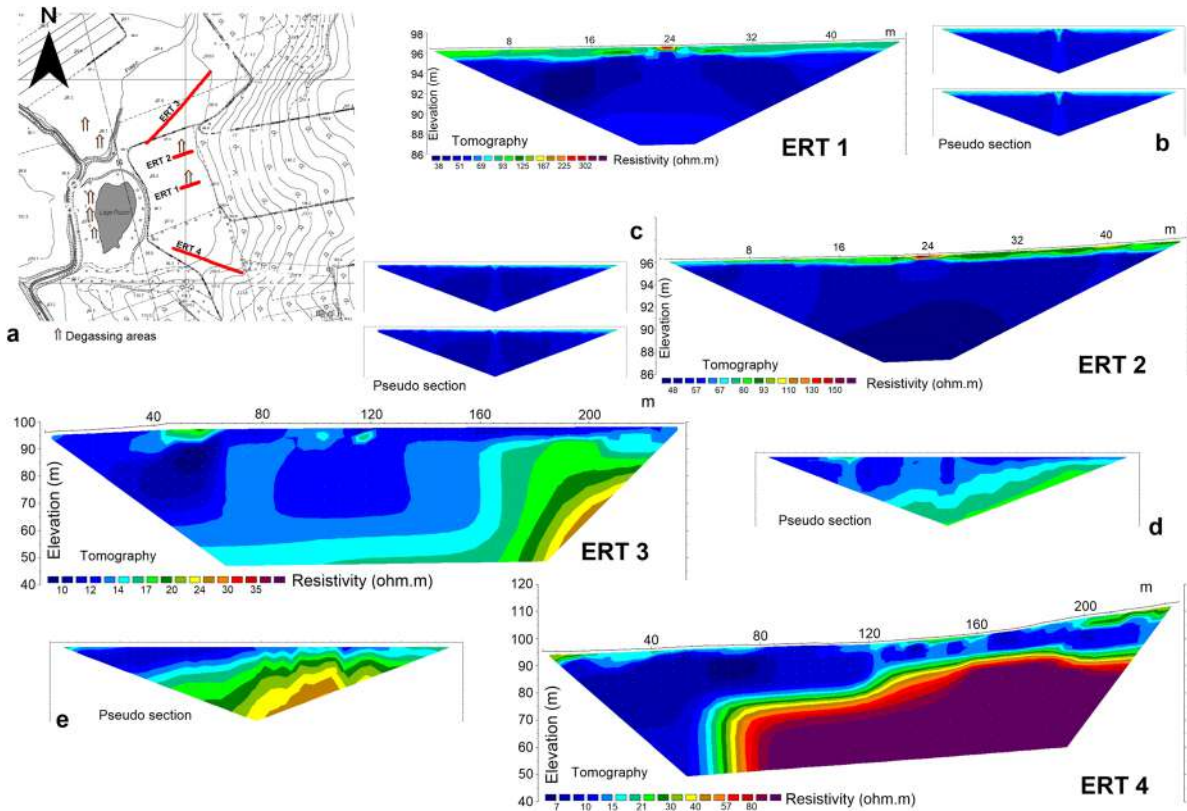 N
ERT 3
ERT 2
ERT 1
ERT 4
a
⇑ Degassing areas
98
96
94
92
90
88
86
Elevation (m)
8
16
24
32
40
m
Tomography
38
51
69
93
125
167
225
302
Resistivity (ohm.m)
ERT 1
b
Pseudo section
c
96
94
92
90
88
86
Elevation (m)
8
16
24
32
40
m
Tomography
48
57
67
80
93
110
130
150
Resistivity (ohm.m)
ERT 2
Pseudo section
100
90
80
70
60
50
40
Elevation (m)
40
80
120
160
200
m
Tomography
10
12
14
17
20
24
30
35
Resistivity (ohm.m)
ERT 3
Pseudo section
d
120
110
100
90
80
70
60
50
40
Elevation (m)
40
80
120
160
200
m
Tomography
7
10
15
21
30
40
57
80
Resistivity (ohm.m)
ERT 4
e
Pseudo section